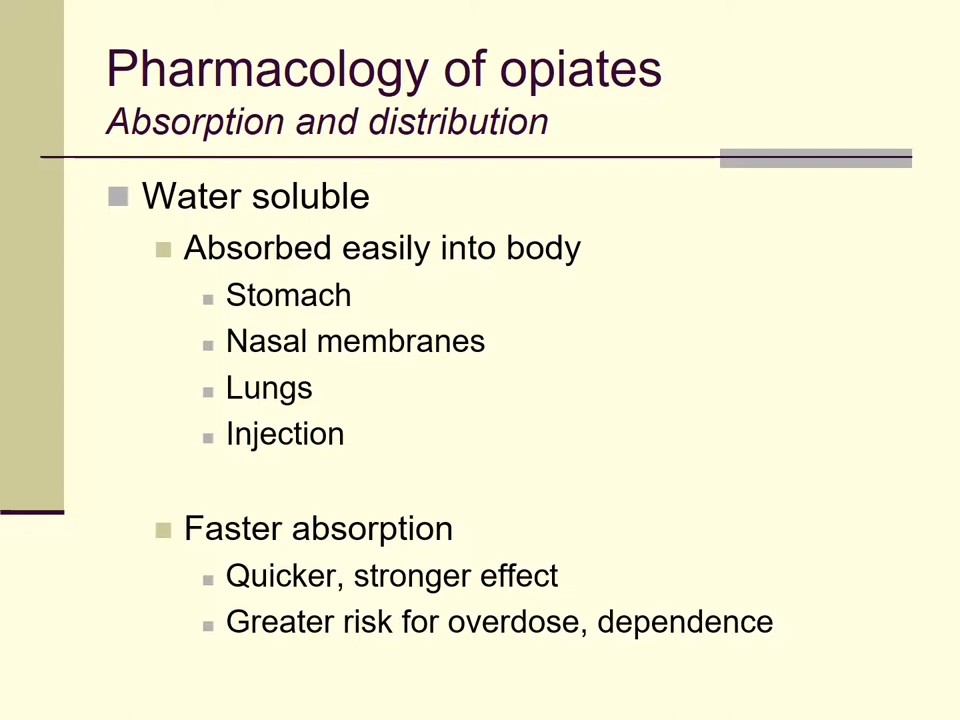 Pharmacology of opiates
Absorption and distribution
Water soluble
Absorbed easily into body
Stomach
Nasal membranes
Lungs
Injection
Faster absorption
Quicker, stronger effect
Greater risk for overdose, dependence